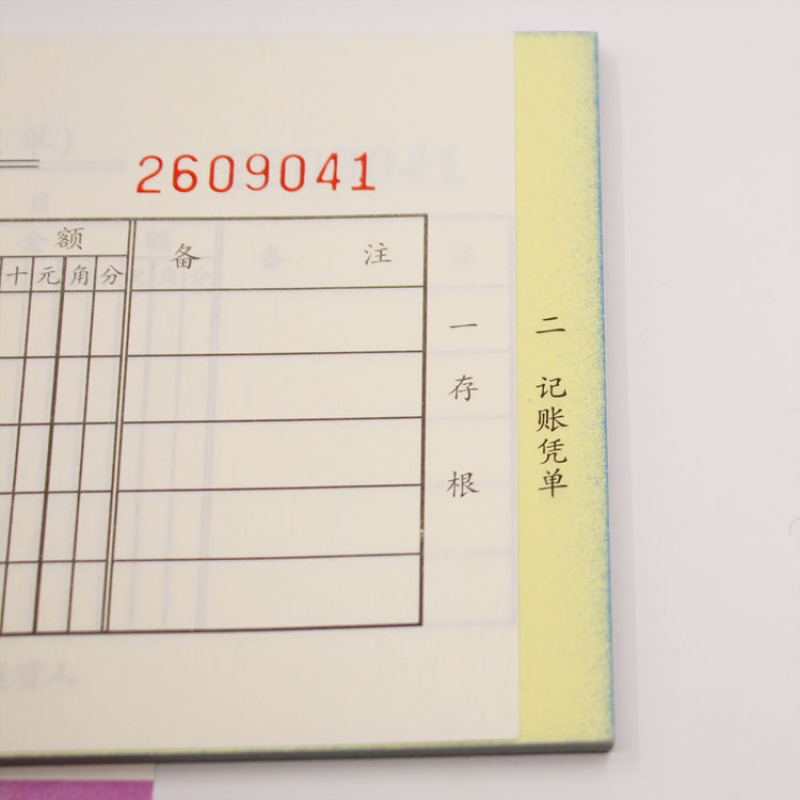 2609041
额
备 注
十 元 角 分
一 存 根
二 记账凭单